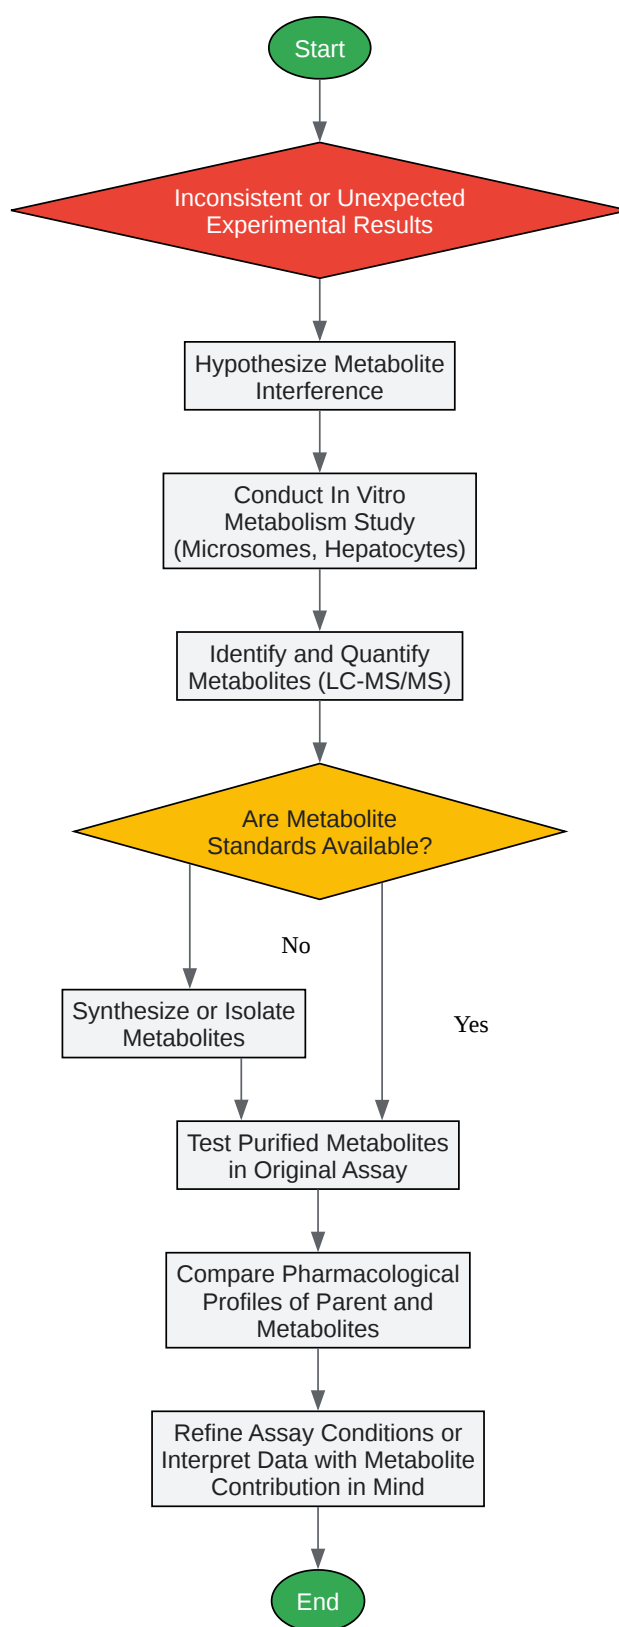 Start
Inconsistent or Unexpected
Experimental Results
Hypothesize Metabolite
Interference
Conduct In Vitro
Metabolism Study
(Microsomes, Hepatocytes)
Identify and Quantify
Metabolites (LC-MS/MS)
Are Metabolite
Standards Available?
No
Synthesize or Isolate
Metabolites
Yes
Test Purified Metabolites
in Original Assay
Compare Pharmacological
Profiles of Parent and
Metabolites
Refine Assay Conditions or
Interpret Data with Metabolite
Contribution in Mind
End